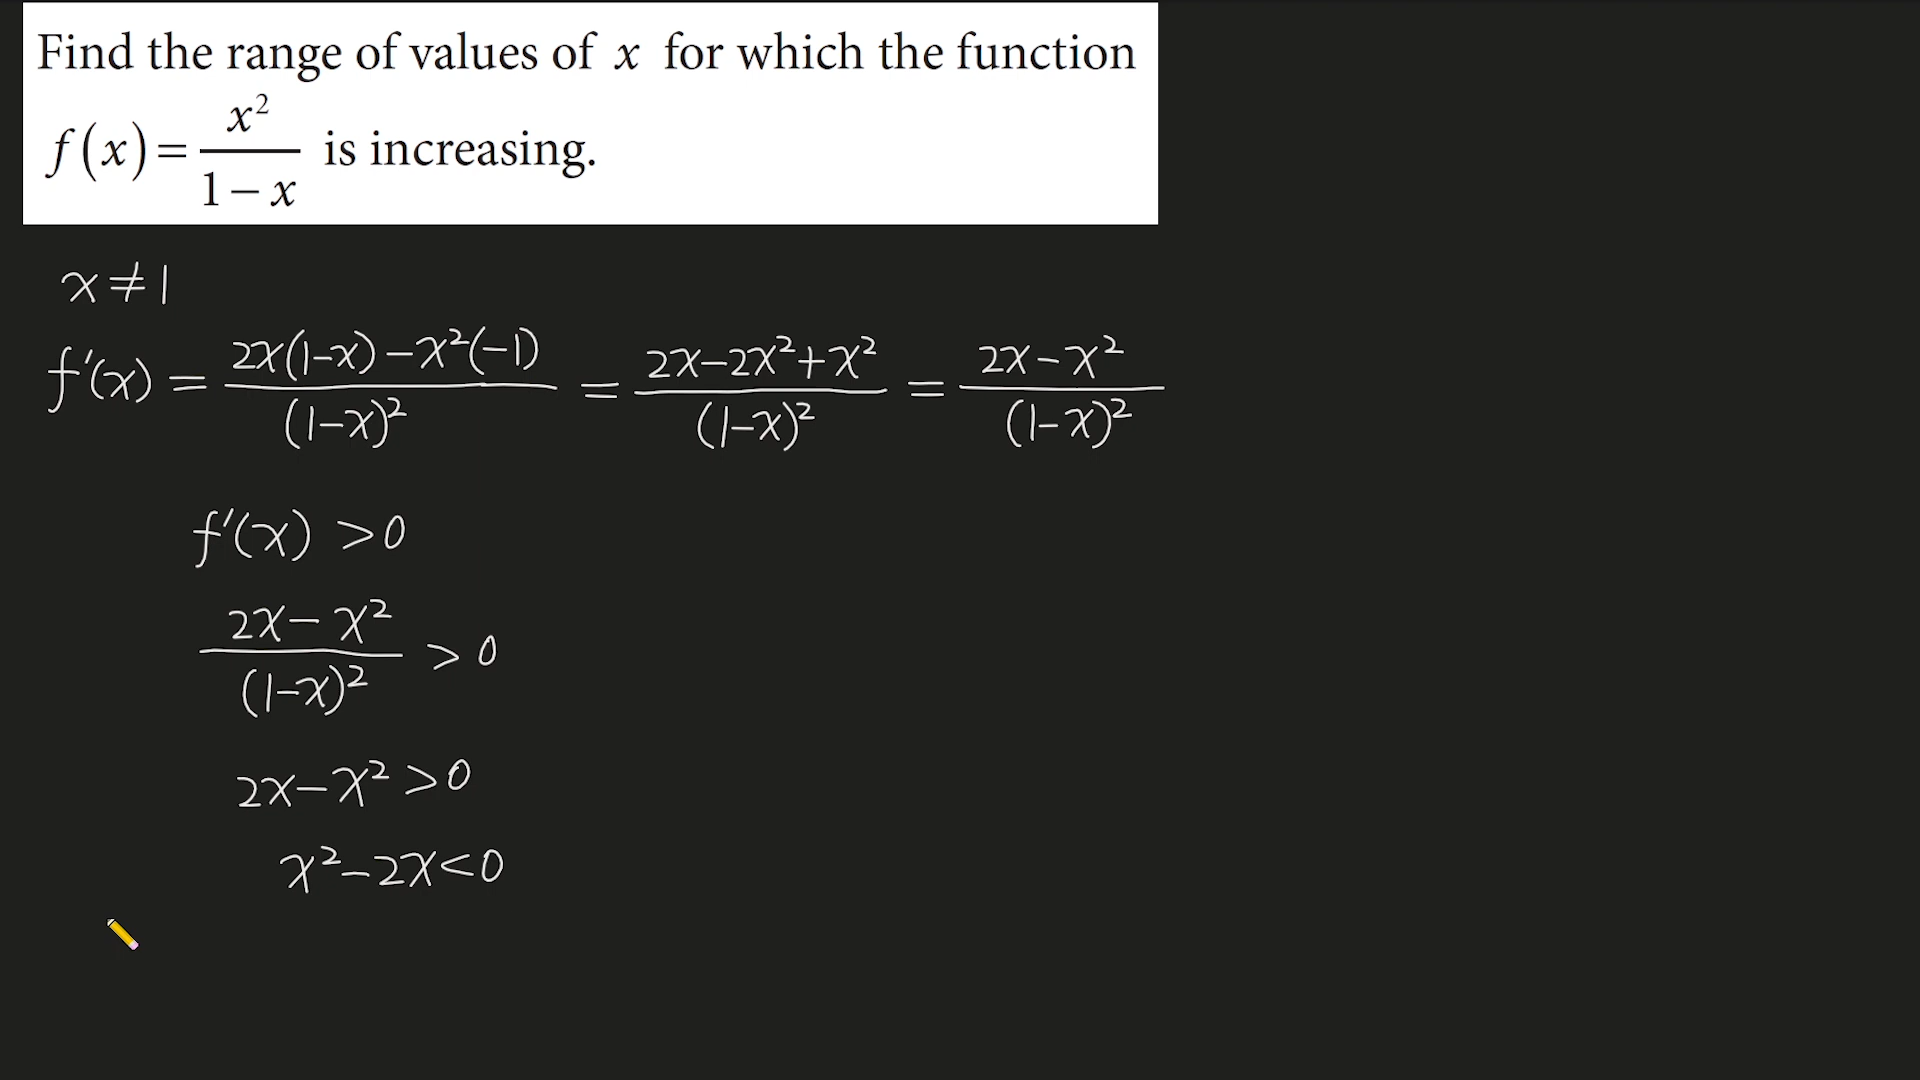 Find the range of values of x for which the function
f(x) = x²/(1 − x) is increasing.
x ≠ 1
f'(x) = (2x(1-x) - x²(-1))/(1-x)² = (2x - 2x² + x²)/(1-x)² = (2x - x²)/(1-x)²
f'(x) > 0
(2x - x²)/(1-x)² > 0
2x - x² > 0
x² - 2x < 0